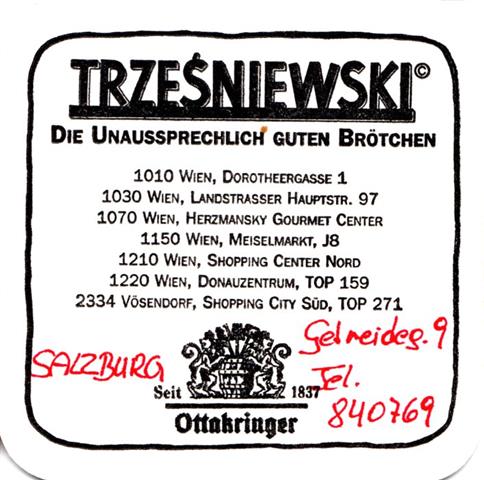 TRZEŚNIEWSKI©
DIE UNAUSSPRECHLICH GUTEN BRÖTCHEN
1010 WIEN, DOROTHEERGASSE 1
1030 WIEN, LANDSTRASSER HAUPTSTR. 97
1070 WIEN, HERZMANSKY GOURMET CENTER
1150 WIEN, MEISELMARKT, J8
1210 WIEN, SHOPPING CENTER NORD
1220 WIEN, DONAUZENTRUM, TOP 159
2334 VÖSENDORF, SHOPPING CITY SÜD, TOP 271
SALZBURG
Getreideg. 9
Tel.
840769
Seit 1837
Ottakringer